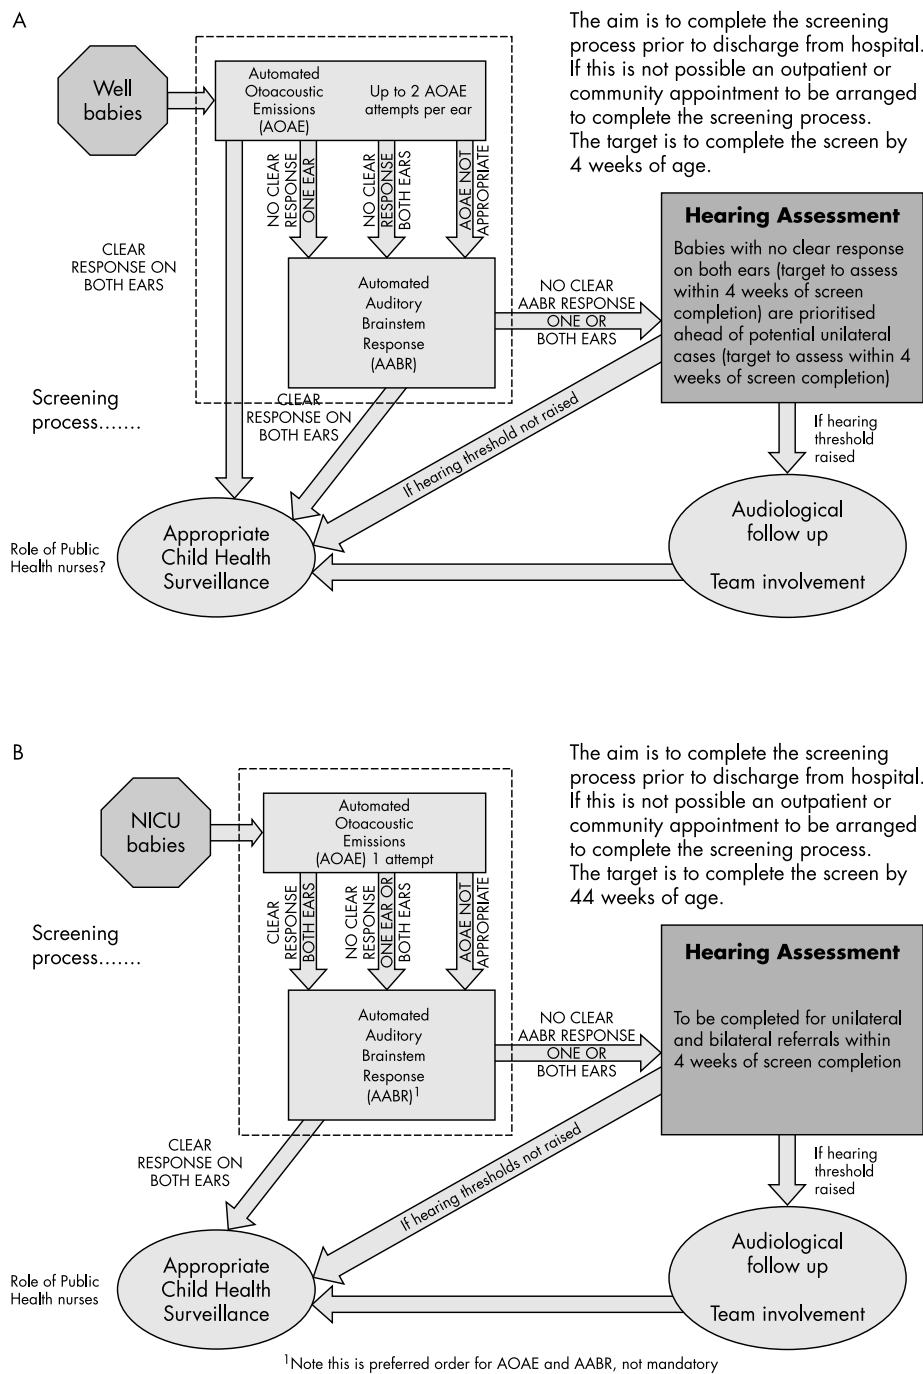 A
Well
babies
Automated
Otoacoustic
Emissions
(AOAE)
Up to 2 AOAE
attempts per ear
The aim is to complete the screening
process prior to discharge from hospital.
If this is not possible an outpatient or
community appointment to be arranged
to complete the screening process.
The target is to complete the screen by
4 weeks of age.
NO CLEAR
RESPONSE
ONE EAR
NO CLEAR
RESPONSE
BOTH EARS
AOAE NOT
APPROPRIATE
CLEAR
RESPONSE ON
BOTH EARS
Automated
Auditory
Brainstem
Response
(AABR)
NO CLEAR
AABR RESPONSE
ONE OR
BOTH EARS
Hearing Assessment
Babies with no clear response
on both ears (target to assess
within 4 weeks of screen
completion) are prioritised
ahead of potential unilateral
cases (target to assess within 4
weeks of screen completion)
Screening
process.......
CLEAR
RESPONSE ON
BOTH EARS
If hearing threshold not raised
If hearing
threshold
raised
Role of Public
Health nurses?
Appropriate
Child Health
Surveillance
Audiological
follow up
Team involvement
B
NICU
babies
Automated
Otoacoustic
Emissions
(AOAE) 1 attempt
The aim is to complete the screening
process prior to discharge from hospital.
If this is not possible an outpatient or
community appointment to be arranged
to complete the screening process.
The target is to complete the screen by
44 weeks of age.
Screening
process.......
CLEAR
RESPONSE
BOTH EARS
NO CLEAR
RESPONSE
ONE EAR OR
BOTH EARS
AOAE NOT
APPROPRIATE
Automated
Auditory
Brainstem
Response
(AABR)¹
NO CLEAR
AABR RESPONSE
ONE OR
BOTH EARS
Hearing Assessment
To be completed for unilateral
and bilateral referrals within
4 weeks of screen completion
CLEAR
RESPONSE ON
BOTH EARS
If hearing thresholds not raised
If hearing
threshold
raised
Role of Public
Health nurses
Appropriate
Child Health
Surveillance
Audiological
follow up
Team involvement
¹Note this is preferred order for AOAE and AABR, not mandatory